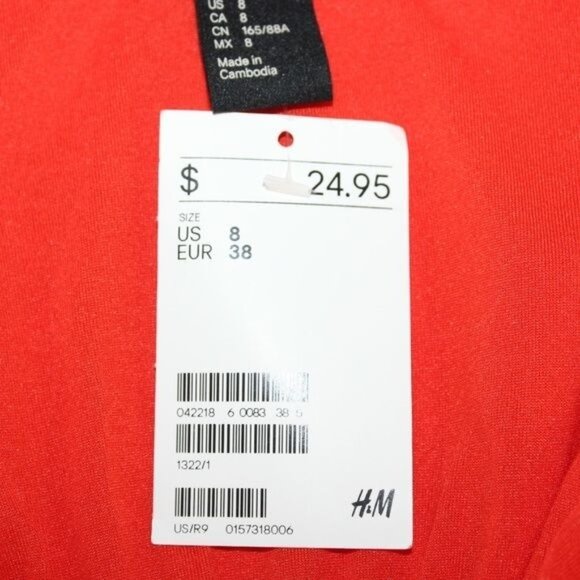 US 8
CA 8
CN 165/88A
MX 8
Made in
Cambodia
$ 24.95
SIZE
US 8
EUR 38
042218 6 0083 38 5
1322/1
H&M
US/R9 0157318006